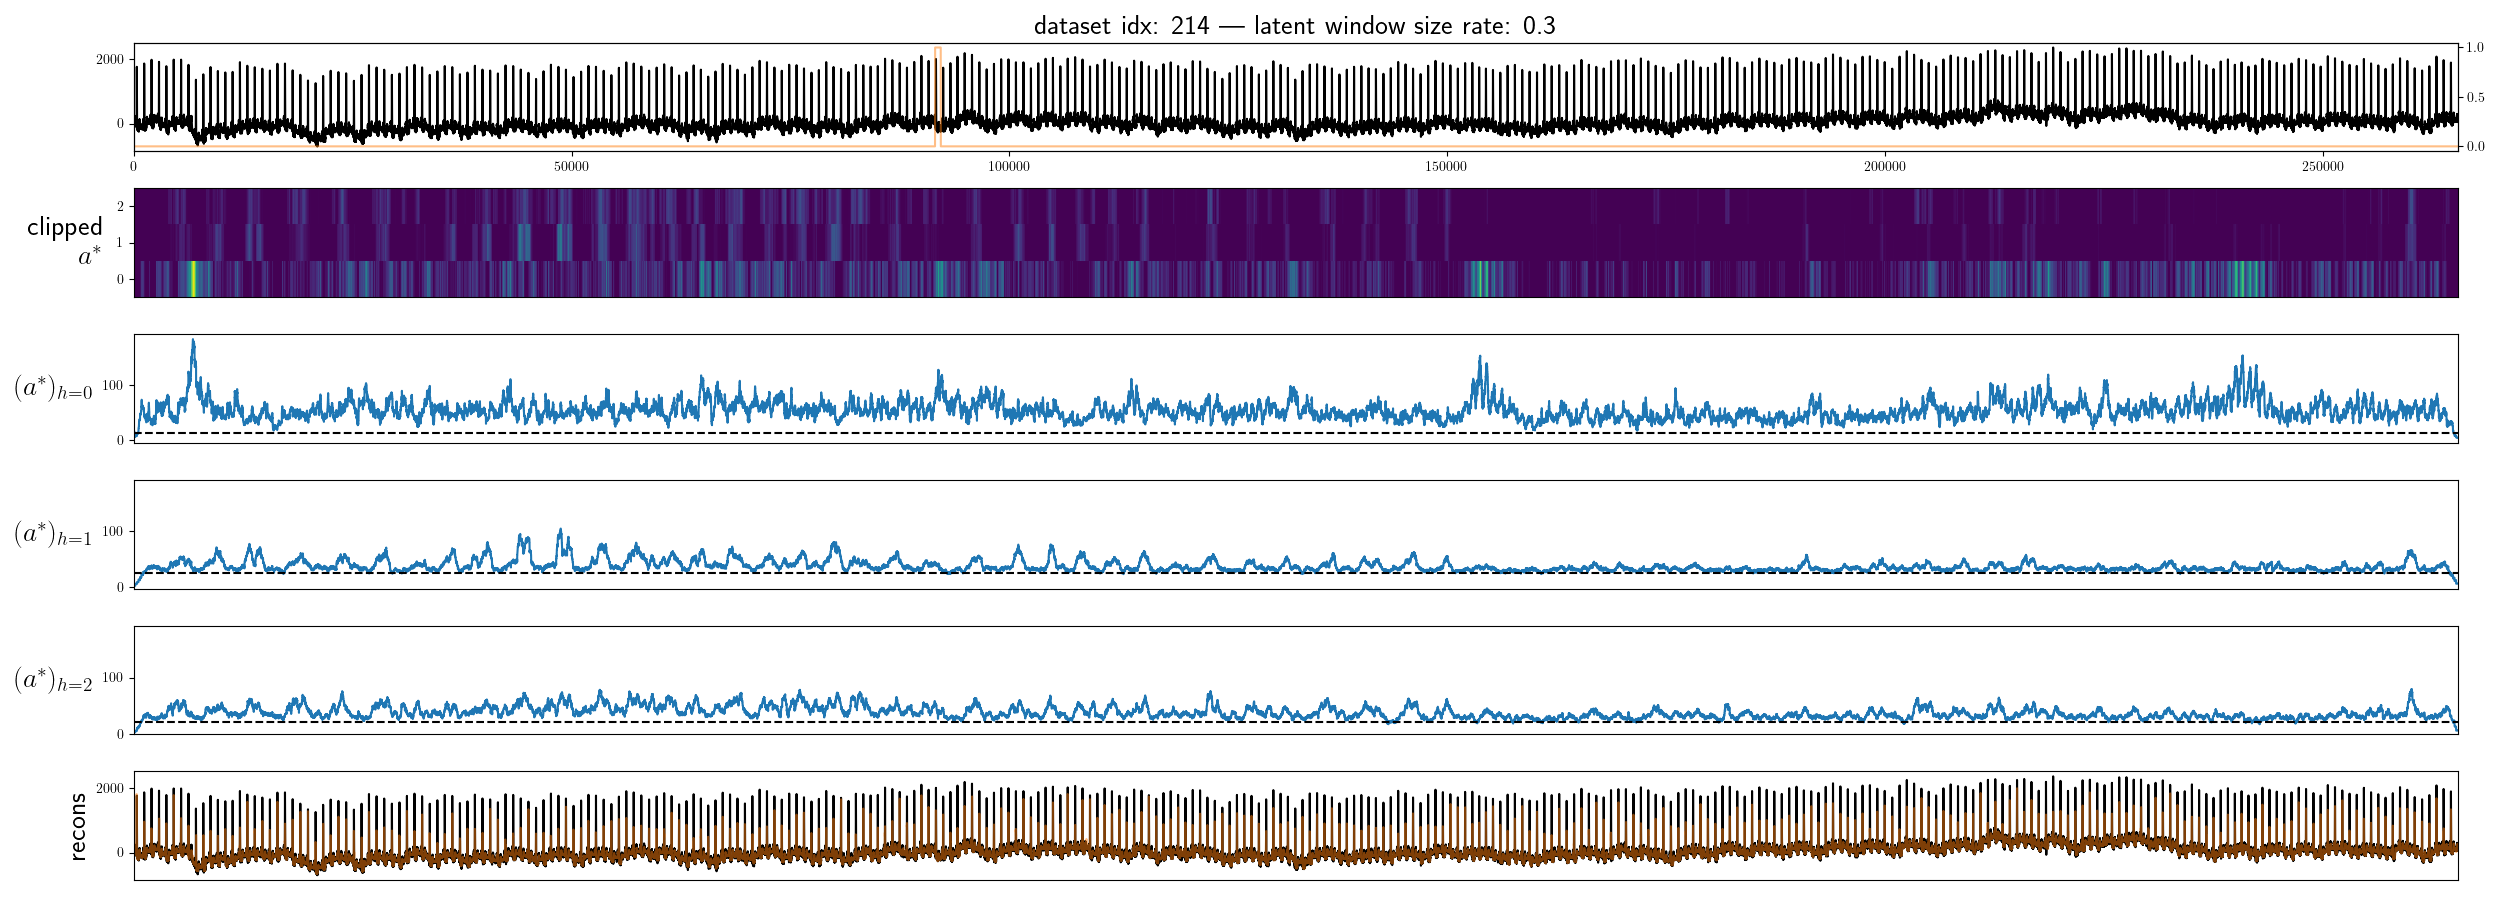 dataset idx: 214 — latent window size rate: 0.3
2000
0
1.0
0.5
0.0
0 50000 100000 150000 200000 250000
clipped
a*
2
1
0
(a*)h=0
100
0
(a*)h=1
100
0
(a*)h=2
100
0
recons
2000
0